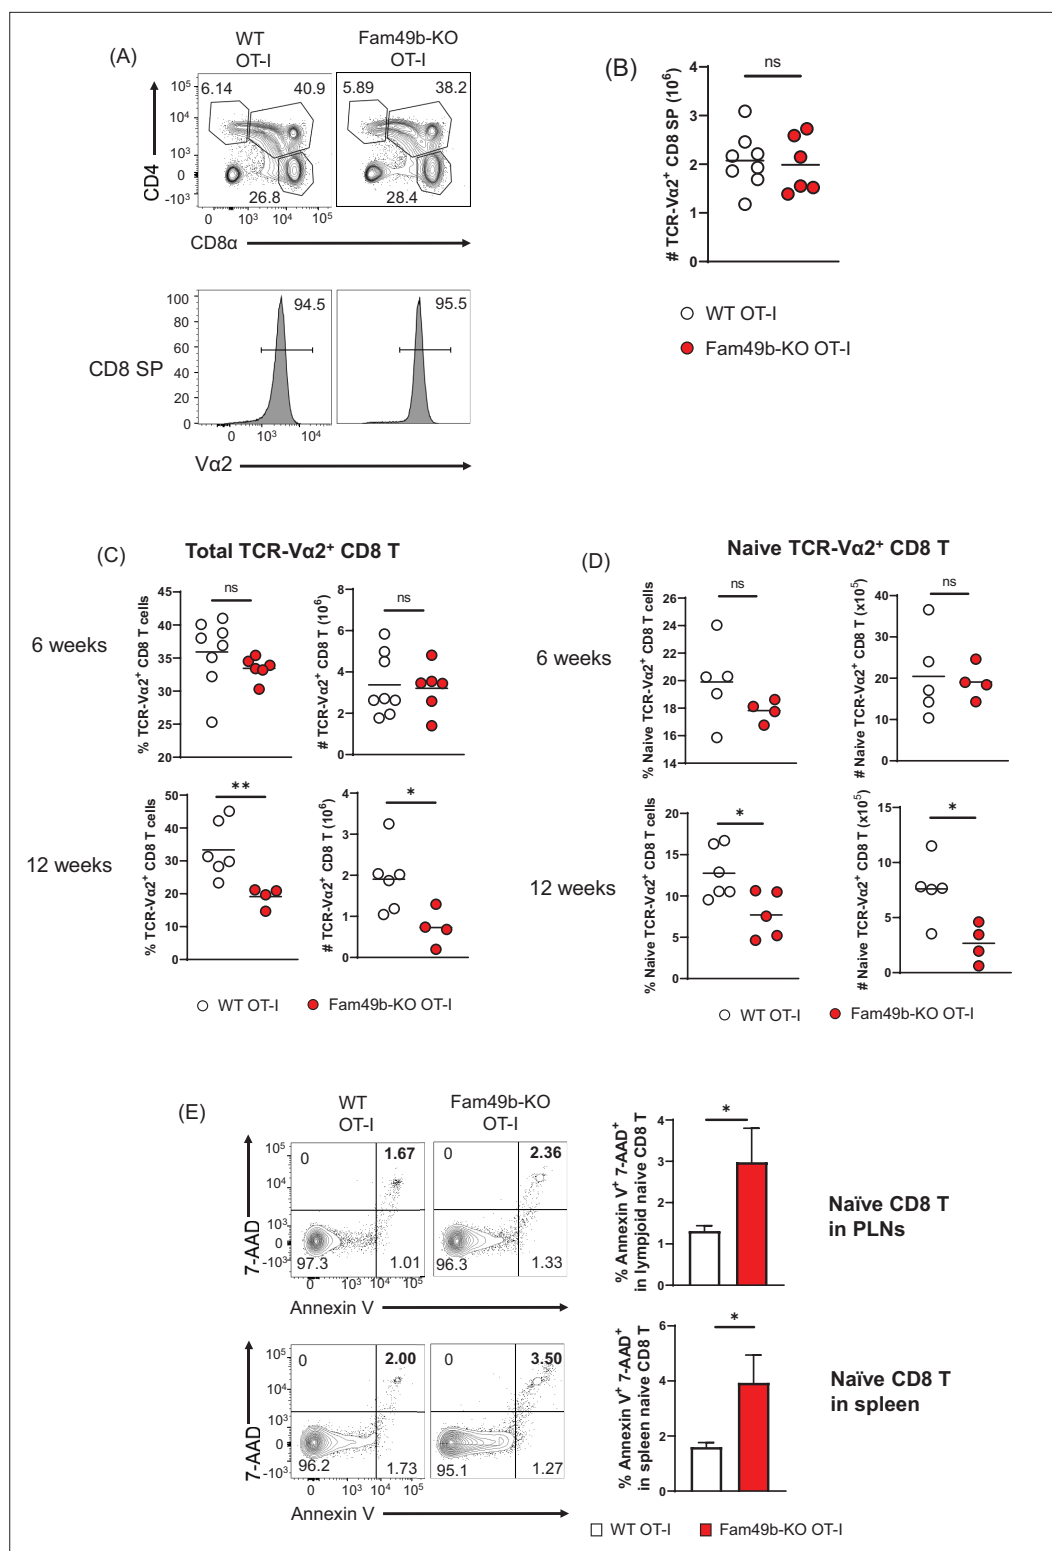 (A)
WT
OT-I
Fam49b-KO
OT-I
10⁵
10⁴
10³
0
-10³
CD4
6.14
40.9
26.8
5.89
38.2
28.4
0 10³ 10⁴ 10⁵
CD8α
100
80
60
40
20
0
CD8 SP
94.5
95.5
0 10³ 10⁴
Vα2
(B)
ns
# TCR-Vα2⁺ CD8 SP (10⁶)
4
3
2
1
0
WT OT-I
Fam49b-KO OT-I
(C)
Total TCR-Vα2⁺ CD8 T
6 weeks
% TCR-Vα2⁺ CD8 T cells
45
40
35
30
25
20
ns
# TCR-Vα2⁺ CD8 T (10⁶)
8
6
4
2
0
ns
12 weeks
% TCR-Vα2⁺ CD8 T cells
50
40
30
20
10
0
**
# TCR-Vα2⁺ CD8 T (10⁶)
4
3
2
1
0
*
WT OT-I Fam49b-KO OT-I
(D)
Naive TCR-Vα2⁺ CD8 T
6 weeks
% Naive TCR-Vα2⁺ CD8 T cells
26
24
22
20
18
16
14
ns
# Naive TCR-Vα2⁺ CD8 T (x10⁵)
40
30
20
10
0
ns
12 weeks
% Naive TCR-Vα2⁺ CD8 T cells
20
15
10
5
0
*
# Naive TCR-Vα2⁺ CD8 T (x10⁵)
15
10
5
0
*
WT OT-I Fam49b-KO OT-I
(E)
WT
OT-I
Fam49b-KO
OT-I
7-AAD
10⁵
10⁴
10³
0
-10³
0 1.67
97.3 1.01
0 2.36
96.3 1.33
0 10³ 10⁴ 10⁵
0 10³ 10⁴ 10⁵
Annexin V
% Annexin V⁺ 7-AAD⁺
in lympjoid naive CD8 T
4
3
2
1
0
*
Naïve CD8 T
in PLNs
7-AAD
10⁵
10⁴
10³
0
-10³
0 2.00
96.2 1.73
0 3.50
95.1 1.27
0 10³ 10⁴ 10⁵
0 10³ 10⁴ 10⁵
Annexin V
% Annexin V⁺ 7-AAD⁺
in spleen naive CD8 T
6
4
2
0
*
Naïve CD8 T
in spleen
WT OT-I Fam49b-KO OT-I